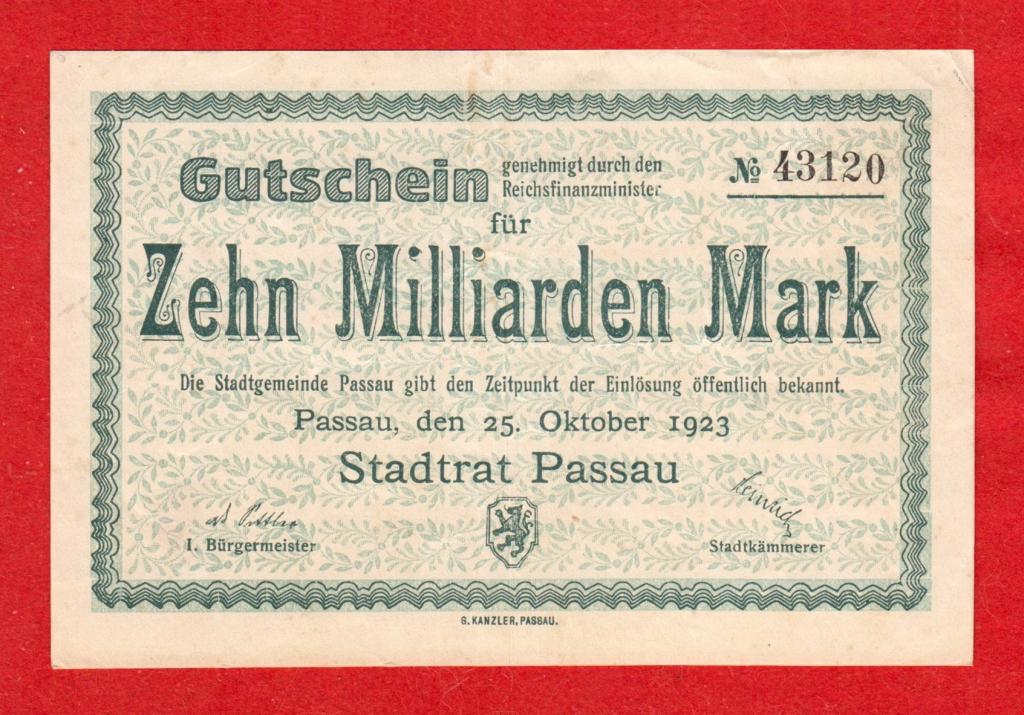 Gutschein genehmigt durch den
Reichsfinanzminister
№ 43120
für
Zehn Milliarden Mark
Die Stadtgemeinde Passau gibt den Zeitpunkt der Einlösung öffentlich bekannt.
Passau, den 25. Oktober 1923
Stadtrat Passau
I. Bürgermeister
Stadtkämmerer
G. KANZLER, PASSAU.